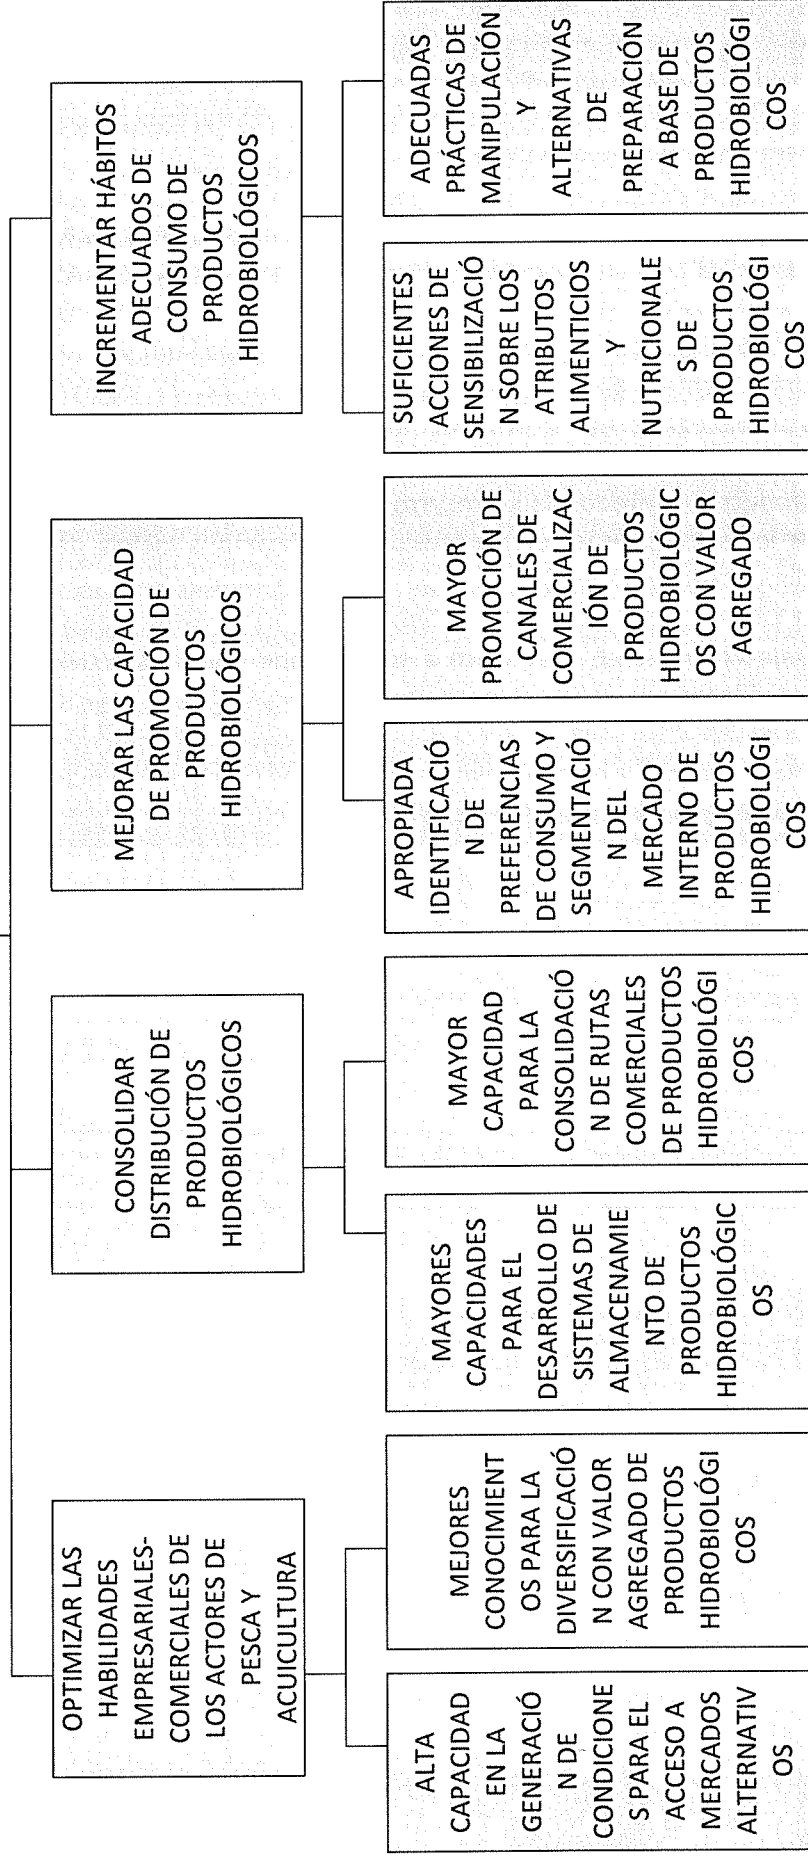 OPTIMIZAR LAS
HABILIDADES
EMPRESARIALES-
COMERCIALES DE
LOS ACTORES DE
PESCA Y
ACUICULTURA
CONSOLIDAR
DISTRIBUCIÓN DE
PRODUCTOS
HIDROBIOLÓGICOS
MEJORAR LAS CAPACIDAD
DE PROMOCIÓN DE
PRODUCTOS
HIDROBIOLÓGICOS
INCREMENTAR HÁBITOS
ADECUADOS DE
CONSUMO DE
PRODUCTOS
HIDROBIOLÓGICOS
ALTA
CAPACIDAD
EN LA
GENERACIÓ
N DE
CONDICIONE
S PARA EL
ACCESO A
MERCADOS
ALTERNATIV
OS
MEJORES
CONOCIMIENT
OS PARA LA
DIVERSIFICACIÓ
N CON VALOR
AGREGADO DE
PRODUCTOS
HIDROBIOLÓGI
COS
MAYORES
CAPACIDADES
PARA EL
DESARROLLO DE
SISTEMAS DE
ALMACENAMIE
NTO DE
PRODUCTOS
HIDROBIOLÓGIC
OS
MAYOR
CAPACIDAD
PARA LA
CONSOLIDACIÓ
N DE RUTAS
COMERCIALES
DE PRODUCTOS
HIDROBIOLÓGI
COS
APROPIADA
IDENTIFICACIÓ
N DE
PREFERENCIAS
DE CONSUMO Y
SEGMENTACIÓ
N DEL
MERCADO
INTERNO DE
PRODUCTOS
HIDROBIOLÓGI
COS
MAYOR
PROMOCIÓN DE
CANALES DE
COMERCIALIZAC
IÓN DE
PRODUCTOS
HIDROBIOLÓGIC
OS CON VALOR
AGREGADO
SUFICIENTES
ACCIONES DE
SENSIBILIZACIÓ
N SOBRE LOS
ATRIBUTOS
ALIMENTICIOS
Y
NUTRICIONALE
S DE
PRODUCTOS
HIDROBIOLÓGI
COS
ADECUADAS
PRÁCTICAS DE
MANIPULACIÓN
Y
ALTERNATIVAS
DE
PREPARACIÓN
A BASE DE
PRODUCTOS
HIDROBIOLÓGI
COS